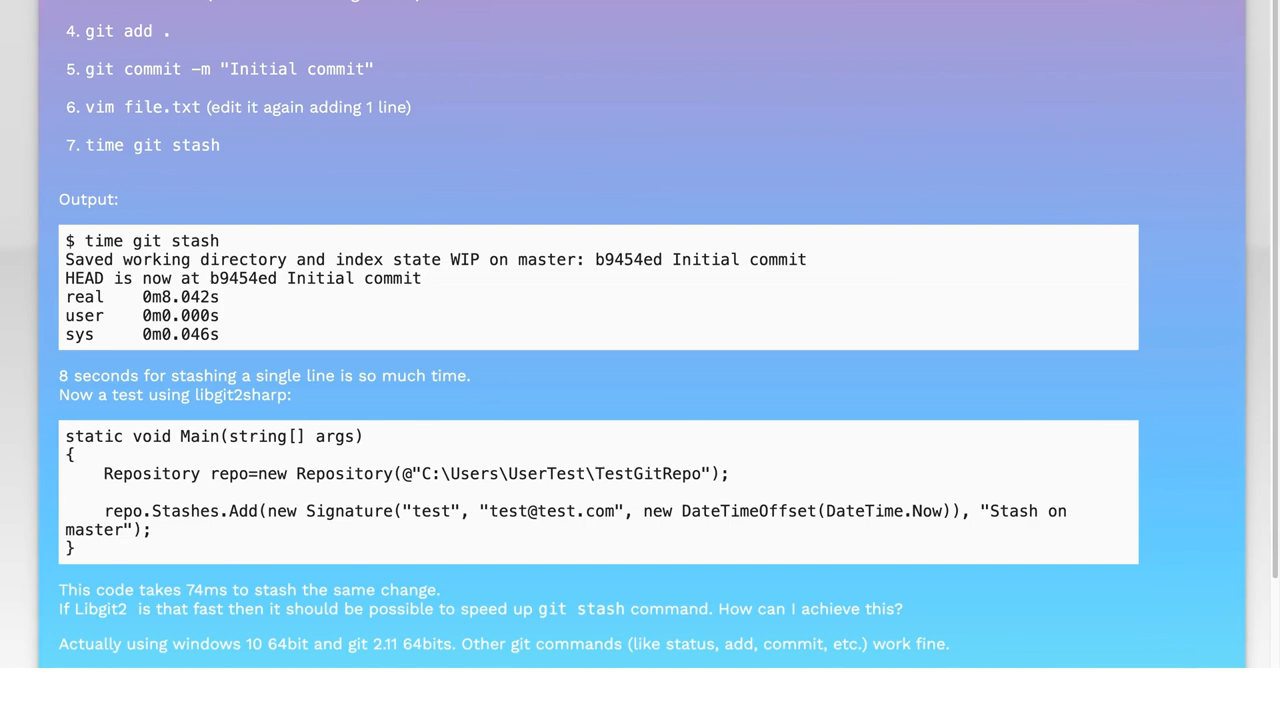 4. git add .
5. git commit –m "Initial commit"
6. vim file.txt (edit it again adding 1 line)
7. time git stash
Output:
$ time git stash
Saved working directory and index state WIP on master: b9454ed Initial commit
HEAD is now at b9454ed Initial commit
real    0m8.042s
user    0m0.000s
sys     0m0.046s
8 seconds for stashing a single line is so much time.
Now a test using libgit2sharp:
static void Main(string[] args)
{
    Repository repo=new Repository(@"C:\Users\UserTest\TestGitRepo");
    repo.Stashes.Add(new Signature("test", "test@test.com", new DateTimeOffset(DateTime.Now)), "Stash on
master");
}
This code takes 74ms to stash the same change.
If Libgit2  is that fast then it should be possible to speed up git stash command. How can I achieve this?
Actually using windows 10 64bit and git 2.11 64bits. Other git commands (like status, add, commit, etc.) work fine.